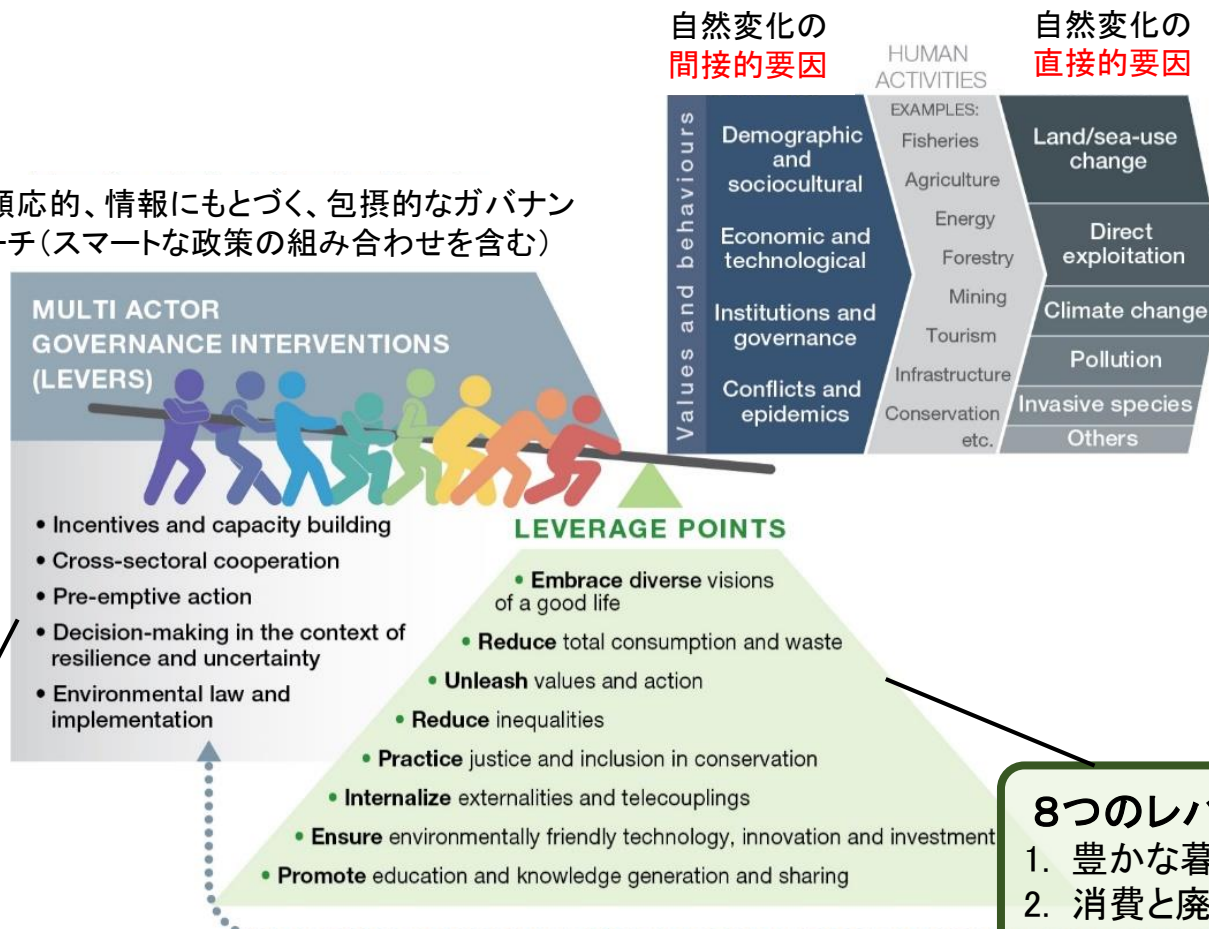 自然変化の
間接的要因
HUMAN
ACTIVITIES
自然変化の
直接的要因
Values and behaviours
Demographic
and
sociocultural
Economic and
technological
Institutions and
governance
Conflicts and
epidemics
EXAMPLES:
Fisheries
Agriculture
Energy
Forestry
Mining
Tourism
Infrastructure
Conservation
etc.
Land/sea-use
change
Direct
exploitation
Climate change
Pollution
Invasive species
Others
順応的、情報にもとづく、包摂的なガバナン
ーチ(スマートな政策の組み合わせを含む)
MULTI ACTOR
GOVERNANCE INTERVENTIONS
(LEVERS)
• Incentives and capacity building
• Cross-sectoral cooperation
• Pre-emptive action
• Decision-making in the context of
resilience and uncertainty
• Environmental law and
implementation
LEVERAGE POINTS
• Embrace diverse visions
of a good life
• Reduce total consumption and waste
• Unleash values and action
• Reduce inequalities
• Practice justice and inclusion in conservation
• Internalize externalities and telecouplings
• Ensure environmentally friendly technology, innovation and investment
• Promote education and knowledge generation and sharing
8つのレバ
1. 豊かな暮
2. 消費と廃